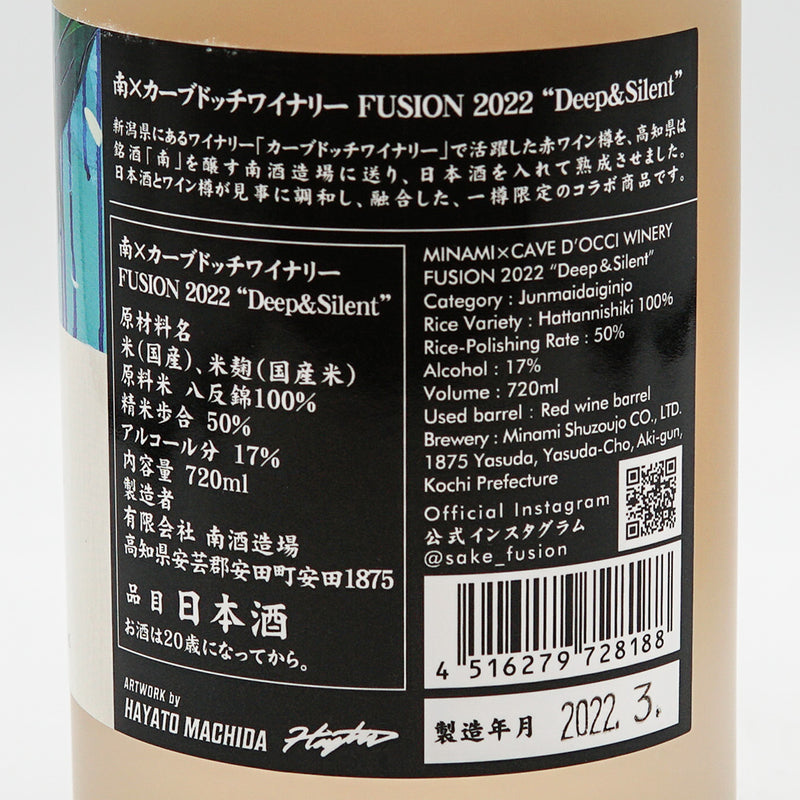 南×カーブドッチワイナリー FUSION 2022 “Deep&Silent”
新潟県にあるワイナリー「カーブドッチワイナリー」で活躍した赤ワイン樽を、高知県は
銘酒「南」を醸す南酒造場に送り、日本酒を入れて熟成させました。
日本酒とワイン樽が見事に調和し、融合した、一樽限定のコラボ商品です。
南×カーブドッチワイナリー
FUSION 2022 “Deep&Silent”
原材料名
米(国産)、米麹(国産米)
原料米 八反錦100%
精米歩合 50%
アルコール分 17%
内容量 720ml
製造者
有限会社 南酒造場
高知県安芸郡安田町安田1875
品目 日本酒
お酒は20歳になってから。
ARTWORK by
HAYATO MACHIDA
MINAMI×CAVE D’OCCI WINERY
FUSION 2022 “Deep&Silent”
Category : Junmaidaiginjo
Rice Variety : Hattannishiki 100%
Rice-Polishing Rate : 50%
Alcohol : 17%
Volume : 720ml
Used barrel : Red wine barrel
Brewery : Minami Shuzoujo CO., LTD.
1875 Yasuda, Yasuda-Cho, Aki-gun,
Kochi Prefecture
Official Instagram
公式インスタグラム
@sake_fusion
4 516279 728188
製造年月 2022. 3.